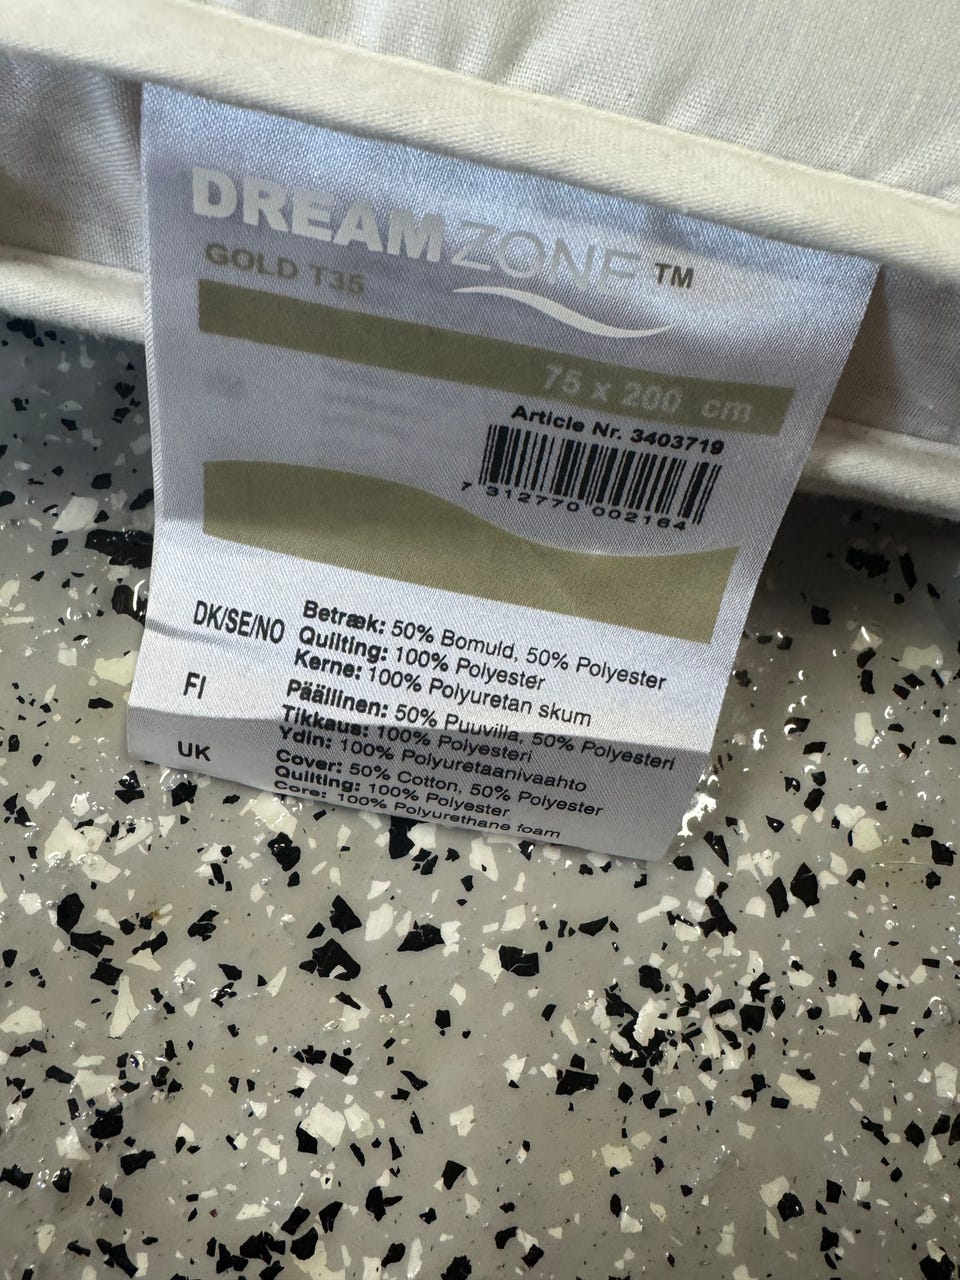 DREAMZONE™
GOLD T35
75 x 200 cm
Article Nr. 3403719
7 312770 002164
DK/SE/NO
Betræk: 50% Bomuld, 50% Polyester
Quilting: 100% Polyester
Kerne: 100% Polyuretan skum
FI
Päällinen: 50% Puuvilla, 50% Polyesteri
Tikkaus: 100% Polyesteri
Ydin: 100% Polyuretaanivaahto
UK
Cover: 50% Cotton, 50% Polyester
Quilting: 100% Polyester
Core: 100% Polyurethane foam